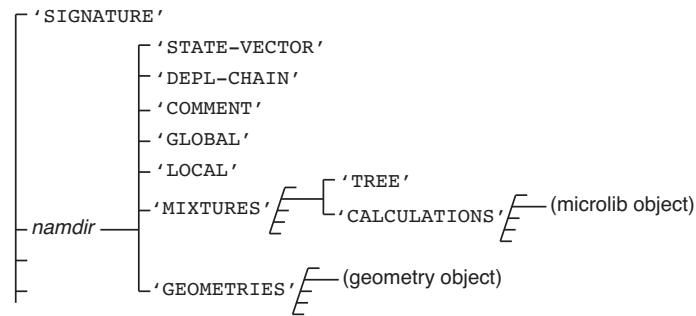 ‘SIGNATURE’
‘STATE-VECTOR’
‘DEPL-CHAIN’
‘COMMENT’
‘GLOBAL’
‘LOCAL’
‘TREE’
‘MIXTURES’
‘CALCULATIONS’ (microlib object)
namdir
(geometry object)
‘GEOMETRIES’